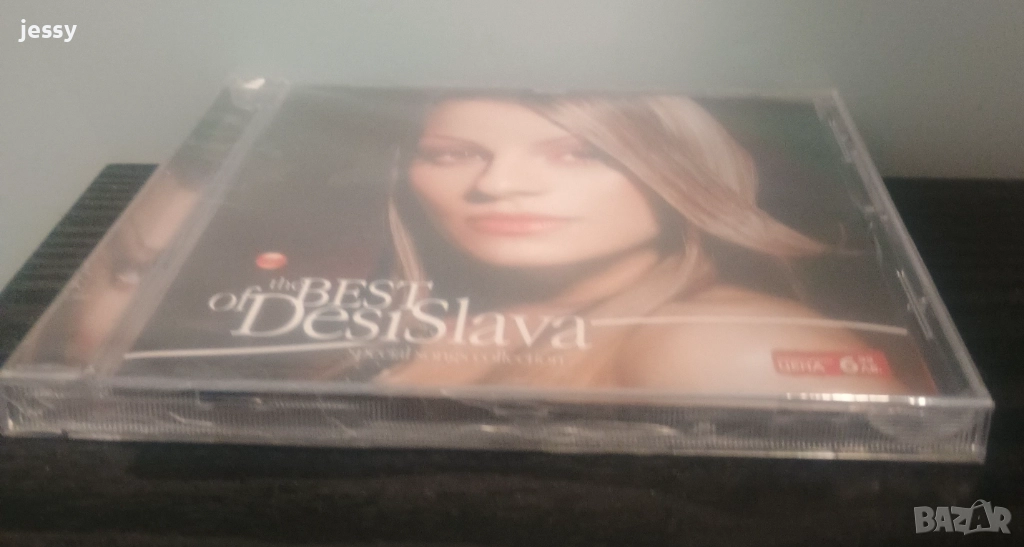 jessy
the BEST
of DesiSlava
special songs collection
ЦЕНА 6
BAZAR